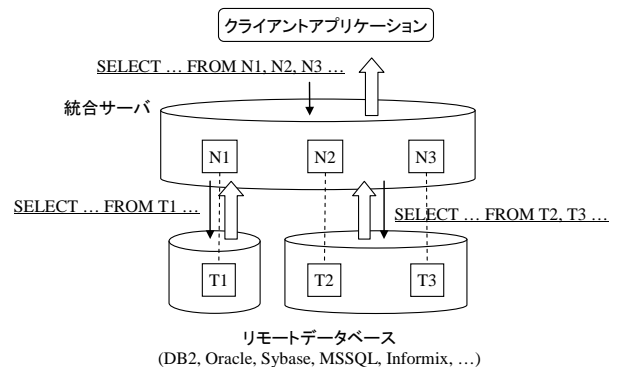 クライアントアプリケーション
SELECT … FROM N1, N2, N3 …
統合サーバ
N1
N2
N3
SELECT … FROM T1 …
SELECT … FROM T2, T3 …
T1
T2
T3
リモートデータベース
(DB2, Oracle, Sybase, MSSQL, Informix, …)